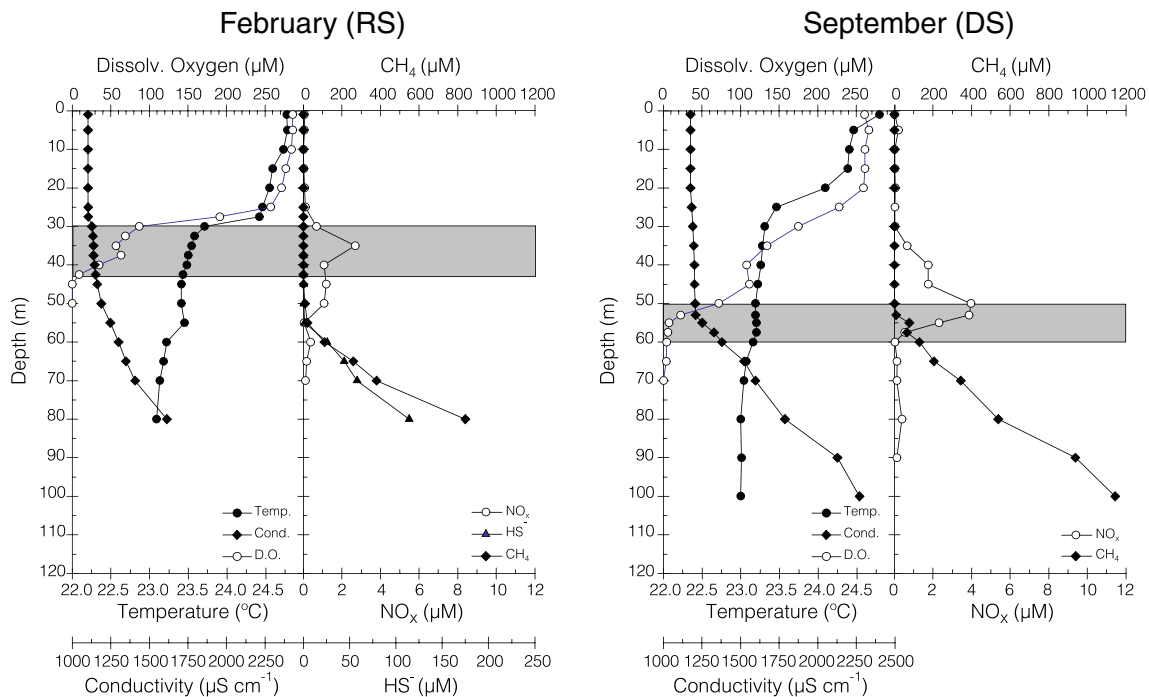 February (RS)
September (DS)
Dissolv. Oxygen (µM)
CH₄ (µM)
Dissolv. Oxygen (µM)
CH₄ (µM)
0 50 100 150 200 250 0 200 400 600 800 1000 1200
0 50 100 150 200 250 300 0 200 400 600 800 1000 1200
0
10
20
30
40
50
60
70
80
90
100
110
120
Depth (m)
0
10
20
30
40
50
60
70
80
90
100
110
120
Depth (m)
Temp.
Cond.
D.O.
NOₓ
HS⁻
CH₄
Temp.
Cond.
D.O.
NOₓ
CH₄
22.0 22.5 23.0 23.5 24.0 24.5 0 2 4 6 8 10 12
22.0 22.5 23.0 23.5 24.0 24.5 0 2 4 6 8 10 12
Temperature (ºC)
NOₓ (µM)
Temperature (ºC)
NOₓ (µM)
1000 1250 1500 1750 2000 2250 0 50 100 150 200 250
1000 1250 1500 1750 2000 2250 2500
Conductivity (µS cm⁻¹)
HS⁻ (µM)
Conductivity (µS cm⁻¹)